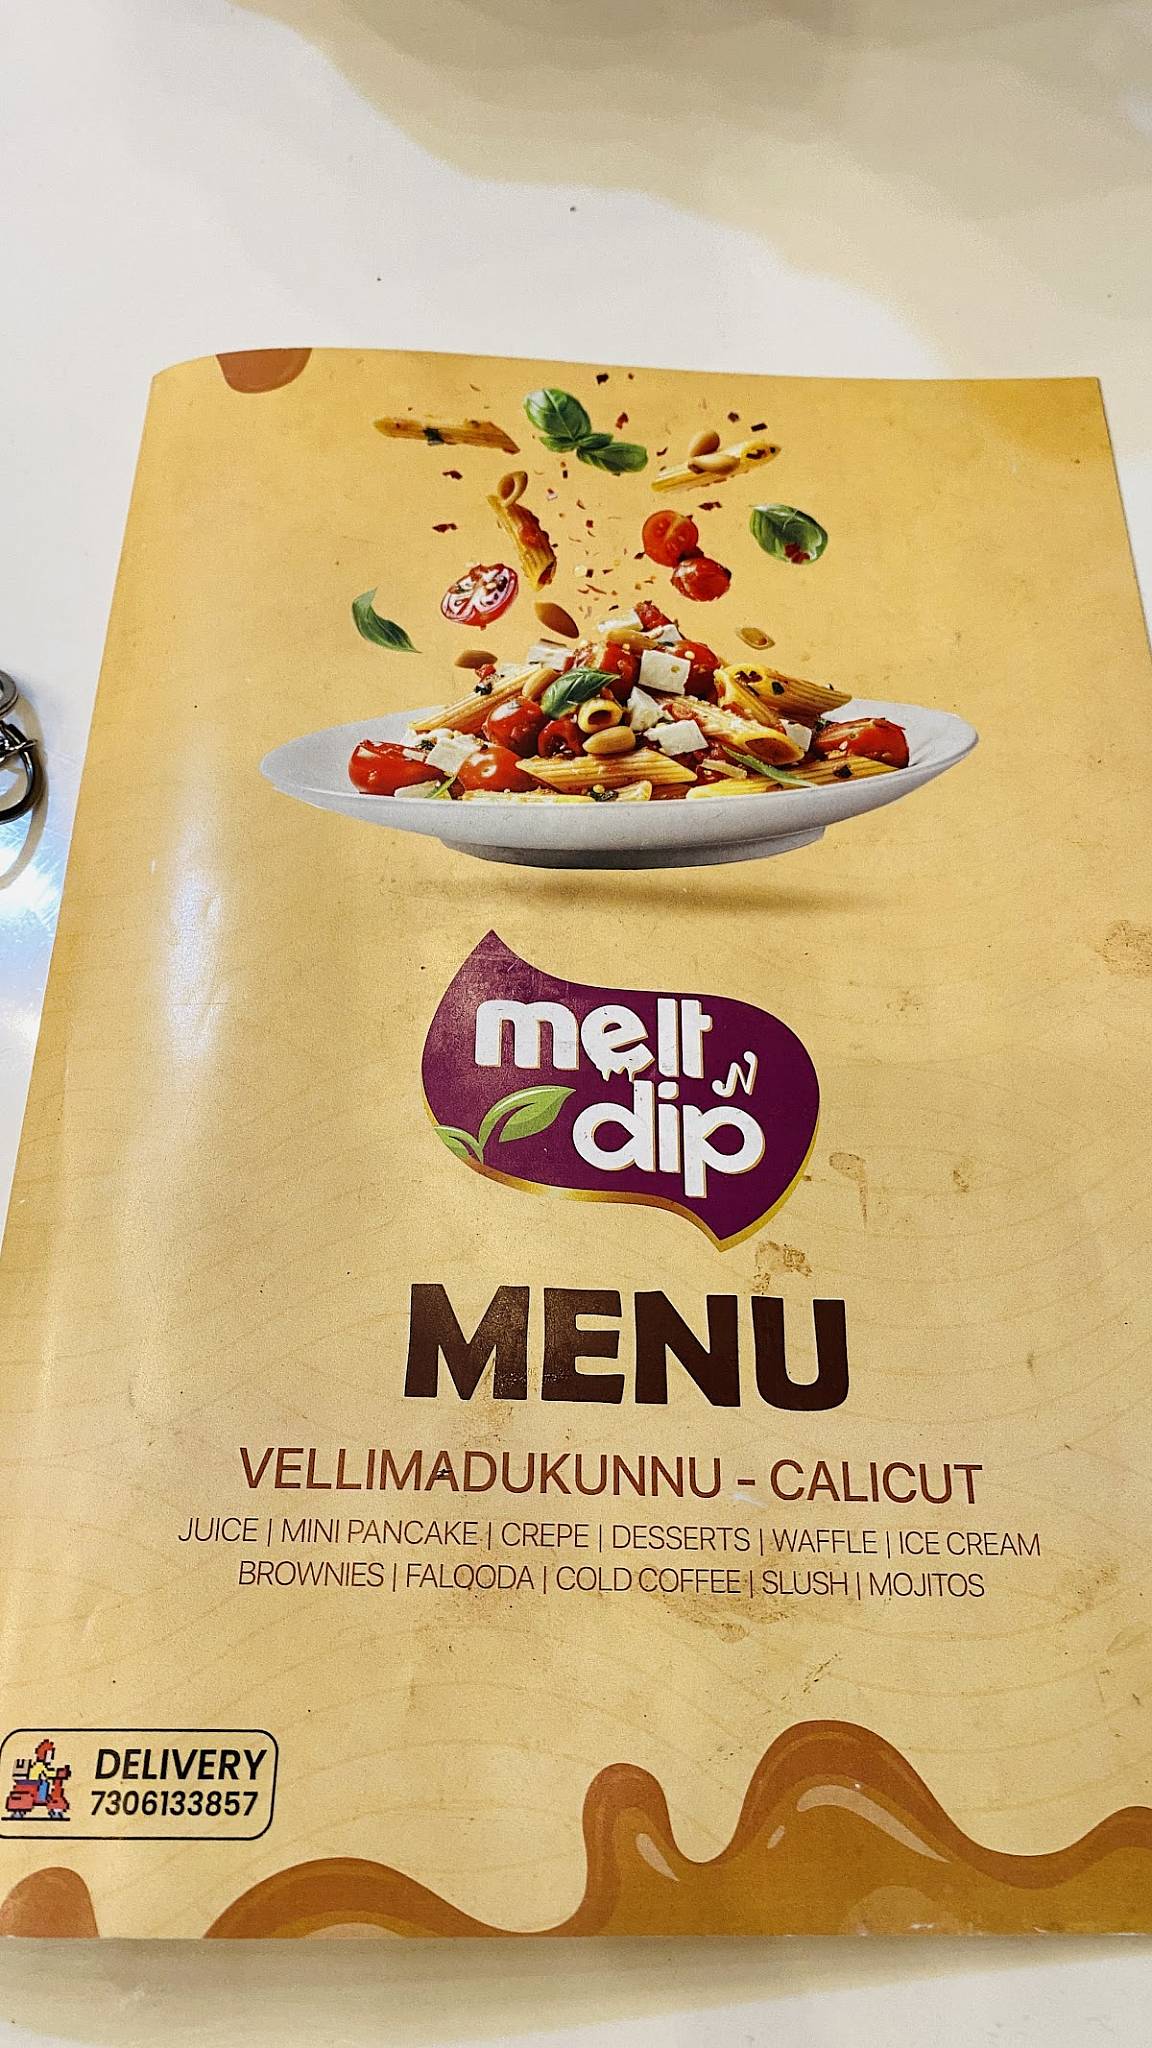 melt
N
dip
MENU
VELLIMADUKUNNU - CALICUT
JUICE | MINI PANCAKE | CREPE | DESSERTS | WAFFLE | ICE CREAM
BROWNIES | FALOODA | COLD COFFEE | SLUSH | MOJITOS
DELIVERY
7306133857